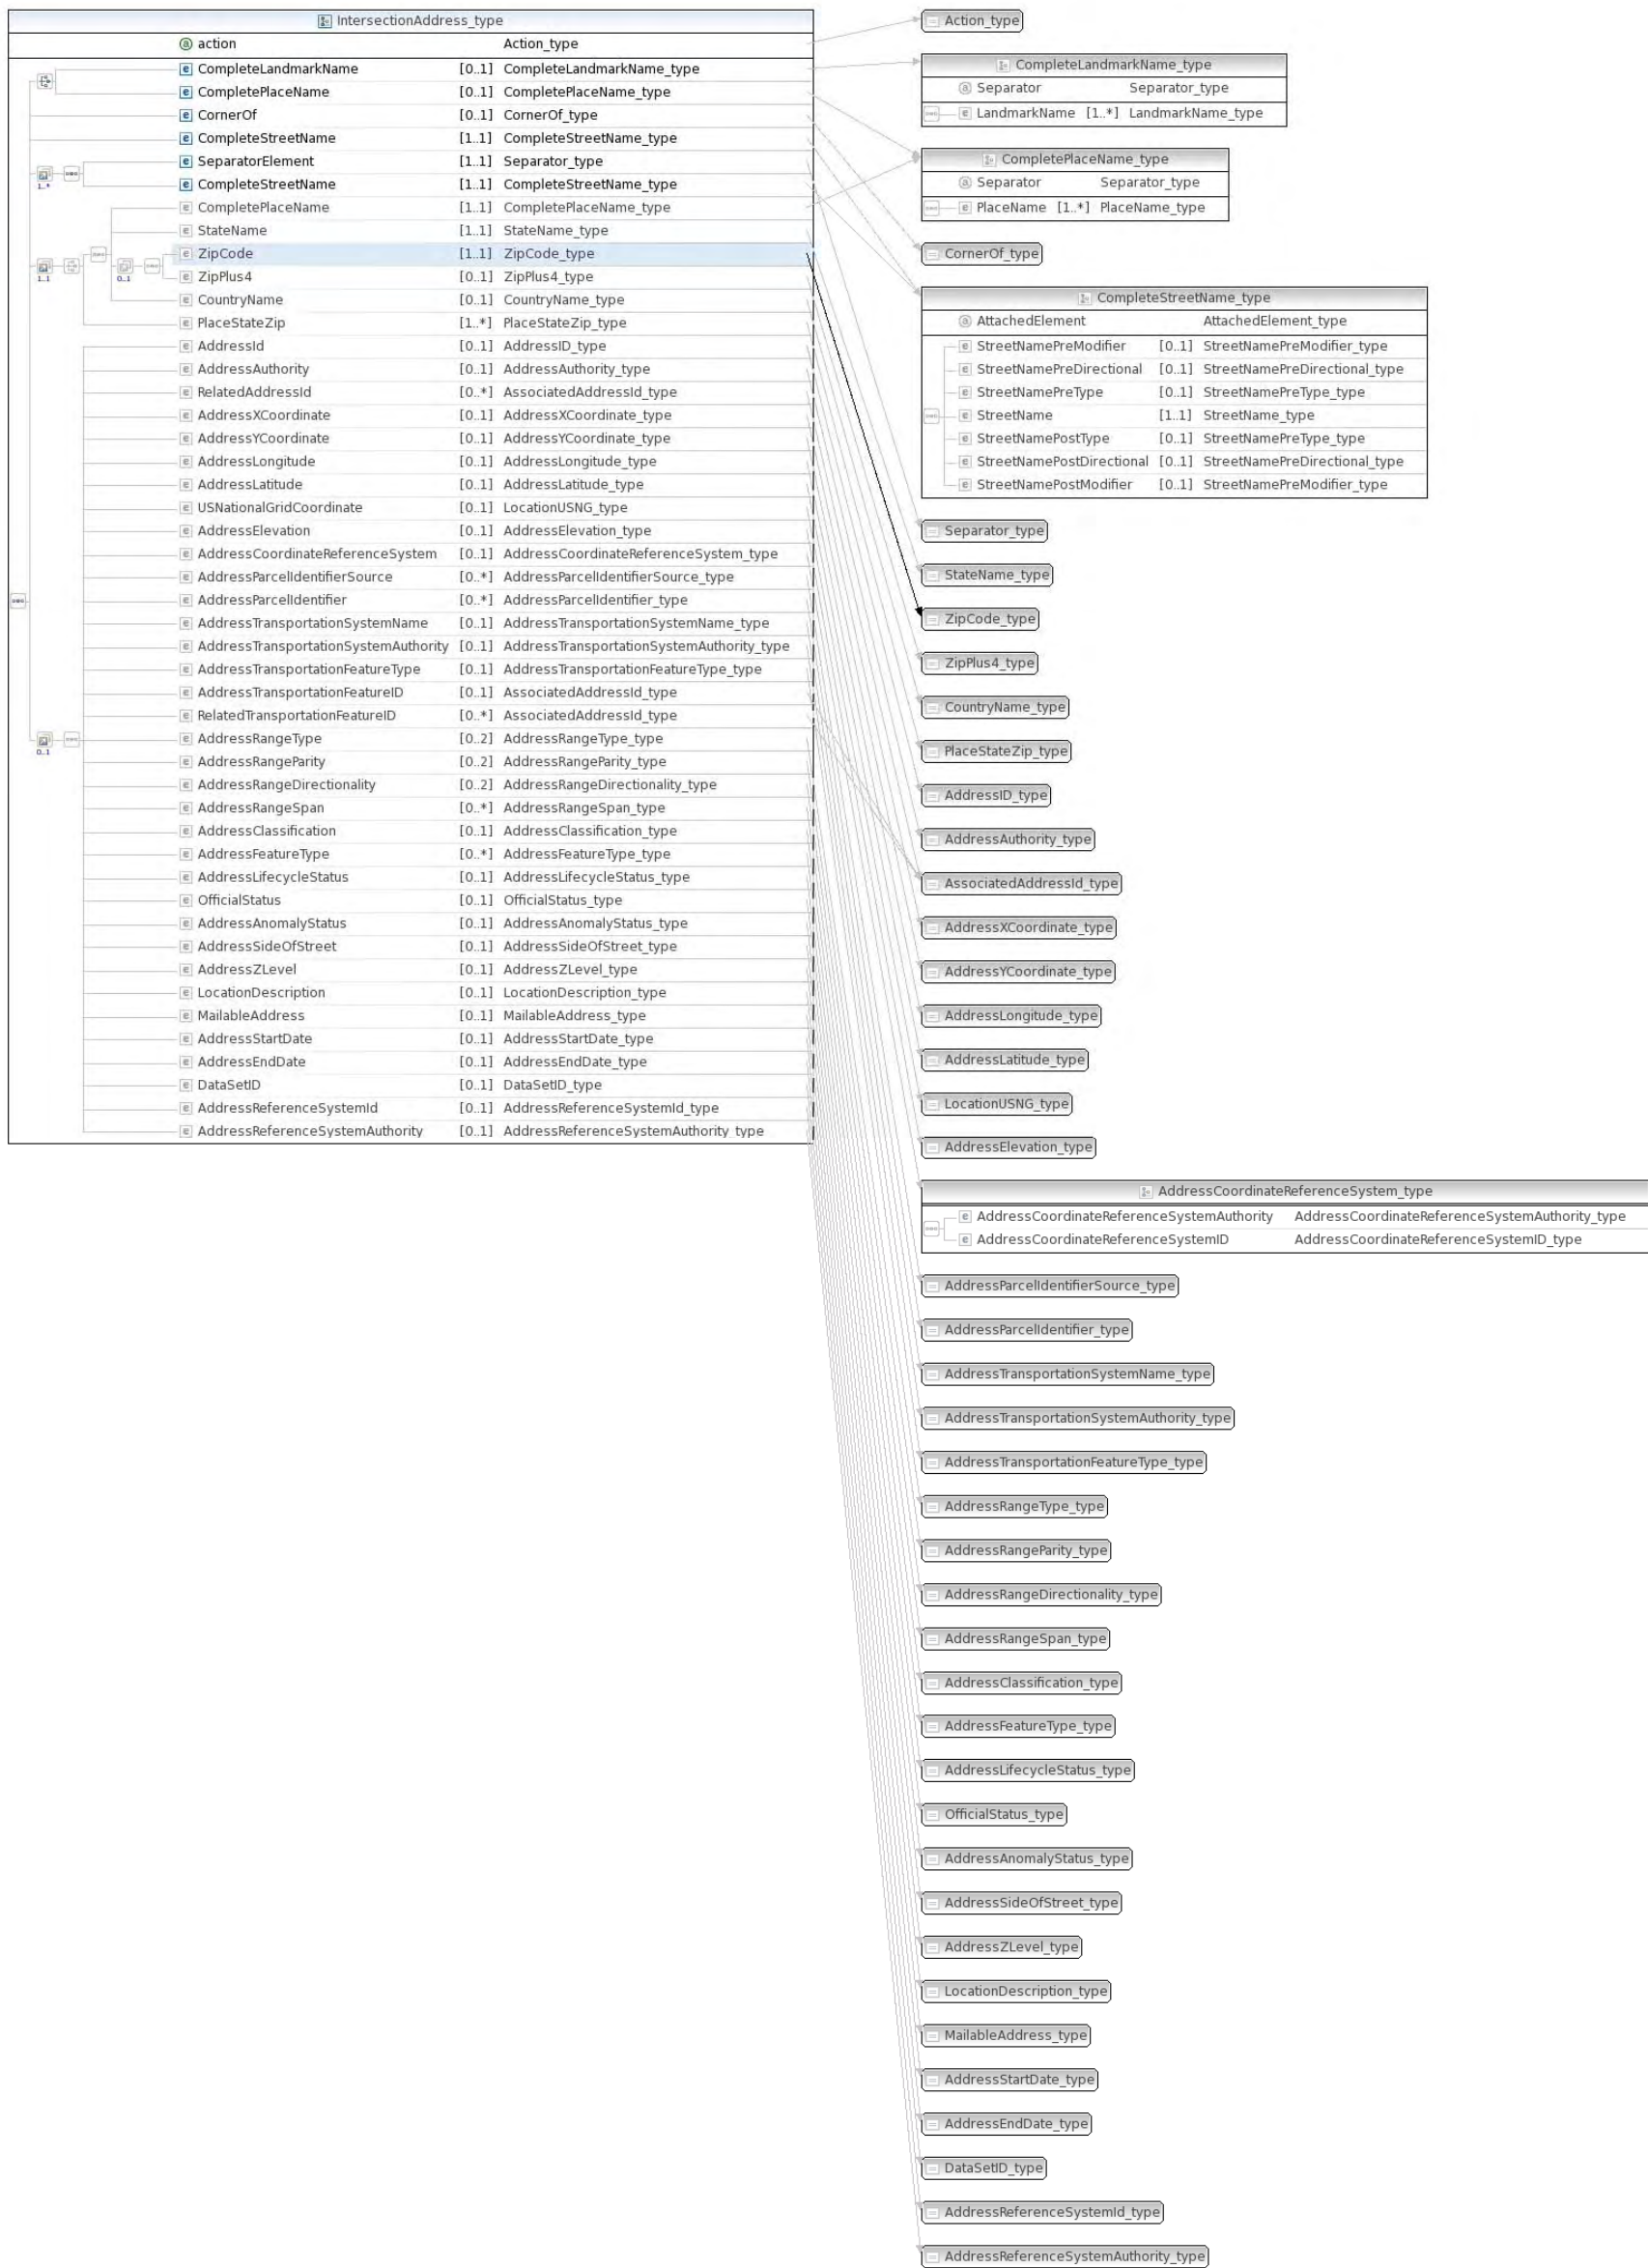 IntersectionAddress_type
action Action_type
CompleteLandmarkName [0..1] CompleteLandmarkName_type
CompletePlaceName [0..1] CompletePlaceName_type
CornerOf [0..1] CornerOf_type
CompleteStreetName [1..1] CompleteStreetName_type
SeparatorElement [1..1] Separator_type
1..*
CompleteStreetName [1..1] CompleteStreetName_type
CompletePlaceName [1..1] CompletePlaceName_type
StateName [1..1] StateName_type
ZipCode [1..1] ZipCode_type
1..1
0..1
ZipPlus4 [0..1] ZipPlus4_type
CountryName [0..1] CountryName_type
PlaceStateZip [1..*] PlaceStateZip_type
AddressId [0..1] AddressID_type
AddressAuthority [0..1] AddressAuthority_type
RelatedAddressId [0..*] AssociatedAddressId_type
AddressXCoordinate [0..1] AddressXCoordinate_type
AddressYCoordinate [0..1] AddressYCoordinate_type
AddressLongitude [0..1] AddressLongitude_type
AddressLatitude [0..1] AddressLatitude_type
USNationalGridCoordinate [0..1] LocationUSNG_type
AddressElevation [0..1] AddressElevation_type
AddressCoordinateReferenceSystem [0..1] AddressCoordinateReferenceSystem_type
AddressParcelIdentifierSource [0..*] AddressParcelIdentifierSource_type
AddressParcelIdentifier [0..*] AddressParcelIdentifier_type
AddressTransportationSystemName [0..1] AddressTransportationSystemName_type
AddressTransportationSystemAuthority [0..1] AddressTransportationSystemAuthority_type
AddressTransportationFeatureType [0..1] AddressTransportationFeatureType_type
AddressTransportationFeatureID [0..1] AssociatedAddressId_type
RelatedTransportationFeatureID [0..*] AssociatedAddressId_type
AddressRangeType [0..2] AddressRangeType_type
0..1
AddressRangeParity [0..2] AddressRangeParity_type
AddressRangeDirectionality [0..2] AddressRangeDirectionality_type
AddressRangeSpan [0..*] AddressRangeSpan_type
AddressClassification [0..1] AddressClassification_type
AddressFeatureType [0..*] AddressFeatureType_type
AddressLifecycleStatus [0..1] AddressLifecycleStatus_type
OfficialStatus [0..1] OfficialStatus_type
AddressAnomalyStatus [0..1] AddressAnomalyStatus_type
AddressSideOfStreet [0..1] AddressSideOfStreet_type
AddressZLevel [0..1] AddressZLevel_type
LocationDescription [0..1] LocationDescription_type
MailableAddress [0..1] MailableAddress_type
AddressStartDate [0..1] AddressStartDate_type
AddressEndDate [0..1] AddressEndDate_type
DataSetID [0..1] DataSetID_type
AddressReferenceSystemId [0..1] AddressReferenceSystemId_type
AddressReferenceSystemAuthority [0..1] AddressReferenceSystemAuthority_type
Action_type
CompleteLandmarkName_type
Separator Separator_type
LandmarkName [1..*] LandmarkName_type
CompletePlaceName_type
Separator Separator_type
PlaceName [1..*] PlaceName_type
CornerOf_type
CompleteStreetName_type
AttachedElement AttachedElement_type
StreetNamePreModifier [0..1] StreetNamePreModifier_type
StreetNamePreDirectional [0..1] StreetNamePreDirectional_type
StreetNamePreType [0..1] StreetNamePreType_type
StreetName [1..1] StreetName_type
StreetNamePostType [0..1] StreetNamePreType_type
StreetNamePostDirectional [0..1] StreetNamePreDirectional_type
StreetNamePostModifier [0..1] StreetNamePreModifier_type
Separator_type
StateName_type
ZipCode_type
ZipPlus4_type
CountryName_type
PlaceStateZip_type
AddressID_type
AddressAuthority_type
AssociatedAddressId_type
AddressXCoordinate_type
AddressYCoordinate_type
AddressLongitude_type
AddressLatitude_type
LocationUSNG_type
AddressElevation_type
AddressCoordinateReferenceSystem_type
AddressCoordinateReferenceSystemAuthority AddressCoordinateReferenceSystemAuthority_type
AddressCoordinateReferenceSystemID AddressCoordinateReferenceSystemID_type
AddressParcelIdentifierSource_type
AddressParcelIdentifier_type
AddressTransportationSystemName_type
AddressTransportationSystemAuthority_type
AddressTransportationFeatureType_type
AddressRangeType_type
AddressRangeParity_type
AddressRangeDirectionality_type
AddressRangeSpan_type
AddressClassification_type
AddressFeatureType_type
AddressLifecycleStatus_type
OfficialStatus_type
AddressAnomalyStatus_type
AddressSideOfStreet_type
AddressZLevel_type
LocationDescription_type
MailableAddress_type
AddressStartDate_type
AddressEndDate_type
DataSetID_type
AddressReferenceSystemId_type
AddressReferenceSystemAuthority_type